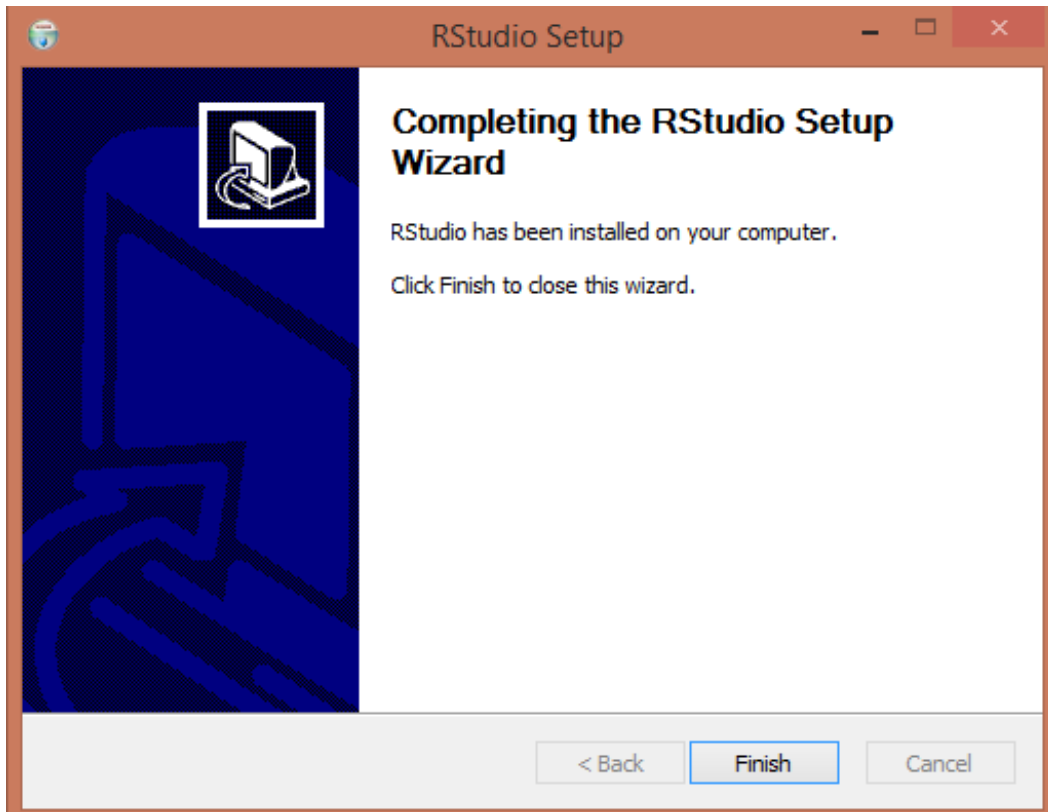 RStudio Setup
Completing the RStudio Setup
Wizard
RStudio has been installed on your computer.
Click Finish to close this wizard.
< Back
Finish
Cancel